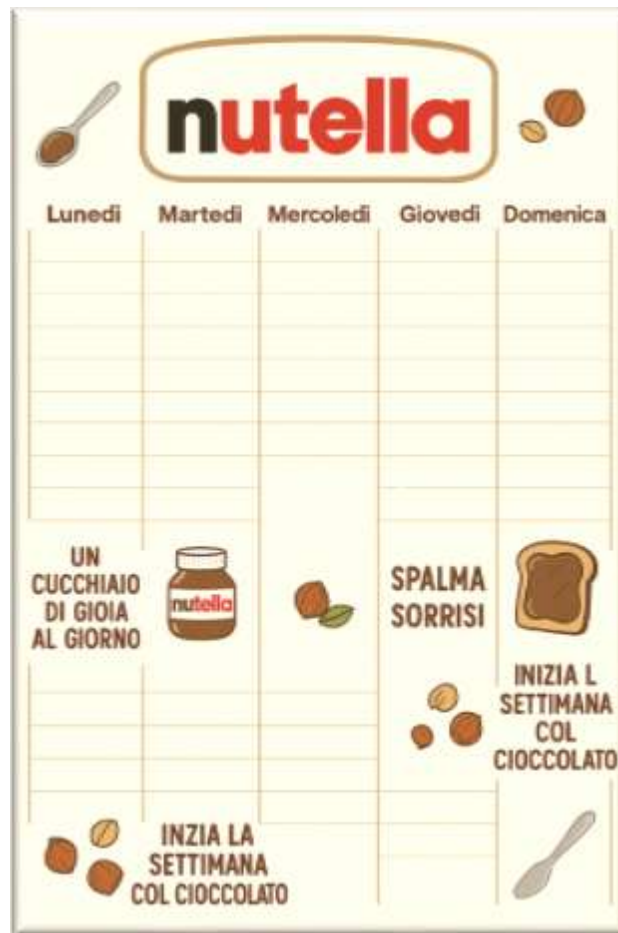 nutella
Lunedì Martedì Mercoledì Giovedì Domenica
UN
CUCCHIAIO
DI GIOIA
AL GIORNO
nutella
SPALMA
SORRISI
INIZIA L
SETTIMANA
COL
CIOCCOLATO
INZIA LA
SETTIMANA
COL CIOCCOLATO